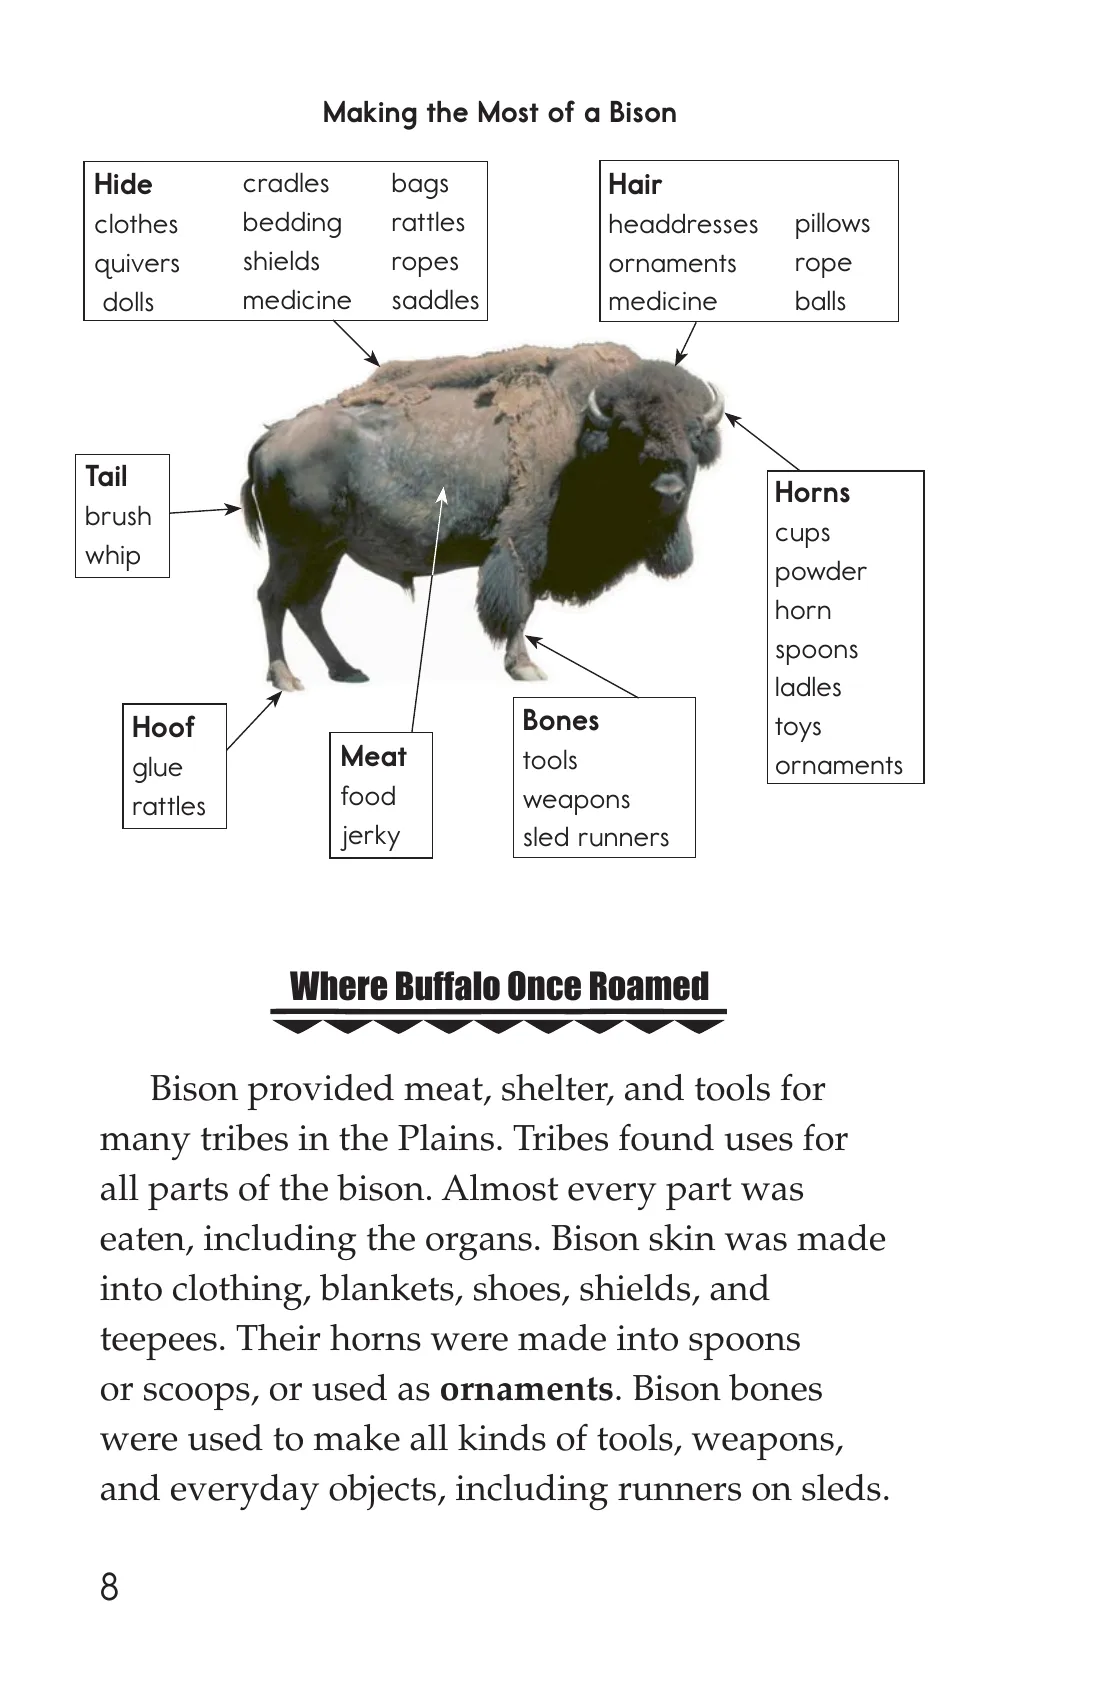 Making the Most of a Bison
Hide
clothes
quivers
dolls
cradles
bedding
shields
medicine
bags
rattles
ropes
saddles
Hair
headdresses
ornaments
medicine
pillows
rope
balls
Tail
brush
whip
Horns
cups
powder
horn
spoons
ladles
toys
ornaments
Hoof
glue
rattles
Meat
food
jerky
Bones
tools
weapons
sled runners
Where Buffalo Once Roamed
Bison provided meat, shelter, and tools for
many tribes in the Plains. Tribes found uses for
all parts of the bison. Almost every part was
eaten, including the organs. Bison skin was made
into clothing, blankets, shoes, shields, and
teepees. Their horns were made into spoons
or scoops, or used as ornaments. Bison bones
were used to make all kinds of tools, weapons,
and everyday objects, including runners on sleds.
8